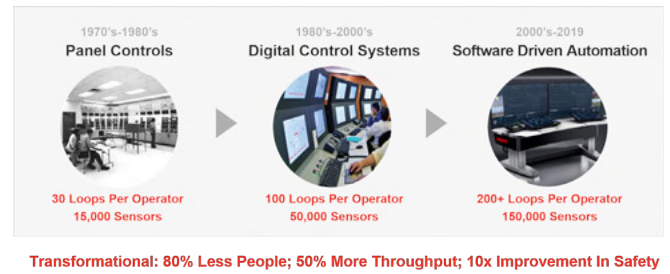 1970's-1980's
Panel Controls
30 Loops Per Operator
15,000 Sensors
1980's-2000's
Digital Control Systems
100 Loops Per Operator
50,000 Sensors
2000's-2019
Software Driven Automation
200+ Loops Per Operator
150,000 Sensors
Transformational: 80% Less People; 50% More Throughput; 10x Improvement In Safety